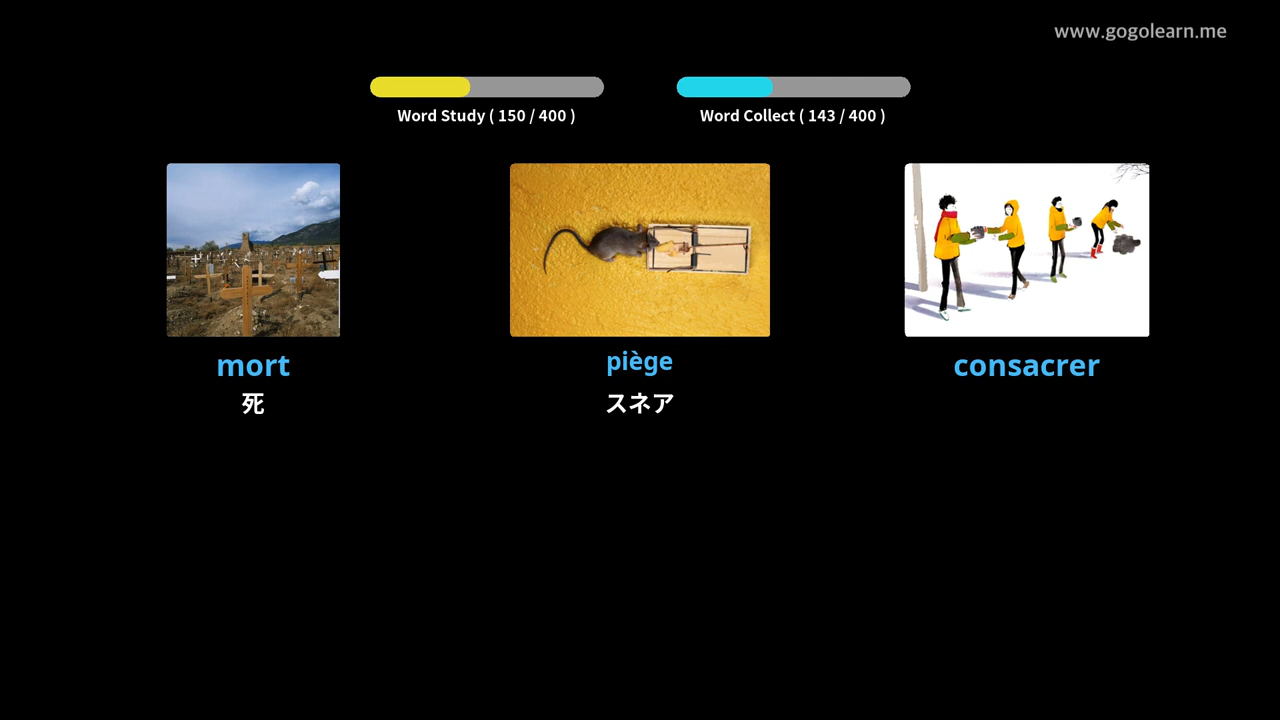 www.gogolearn.me
Word Study ( 150 / 400 )
Word Collect ( 143 / 400 )
mort
死
piège
スネア
consacrer